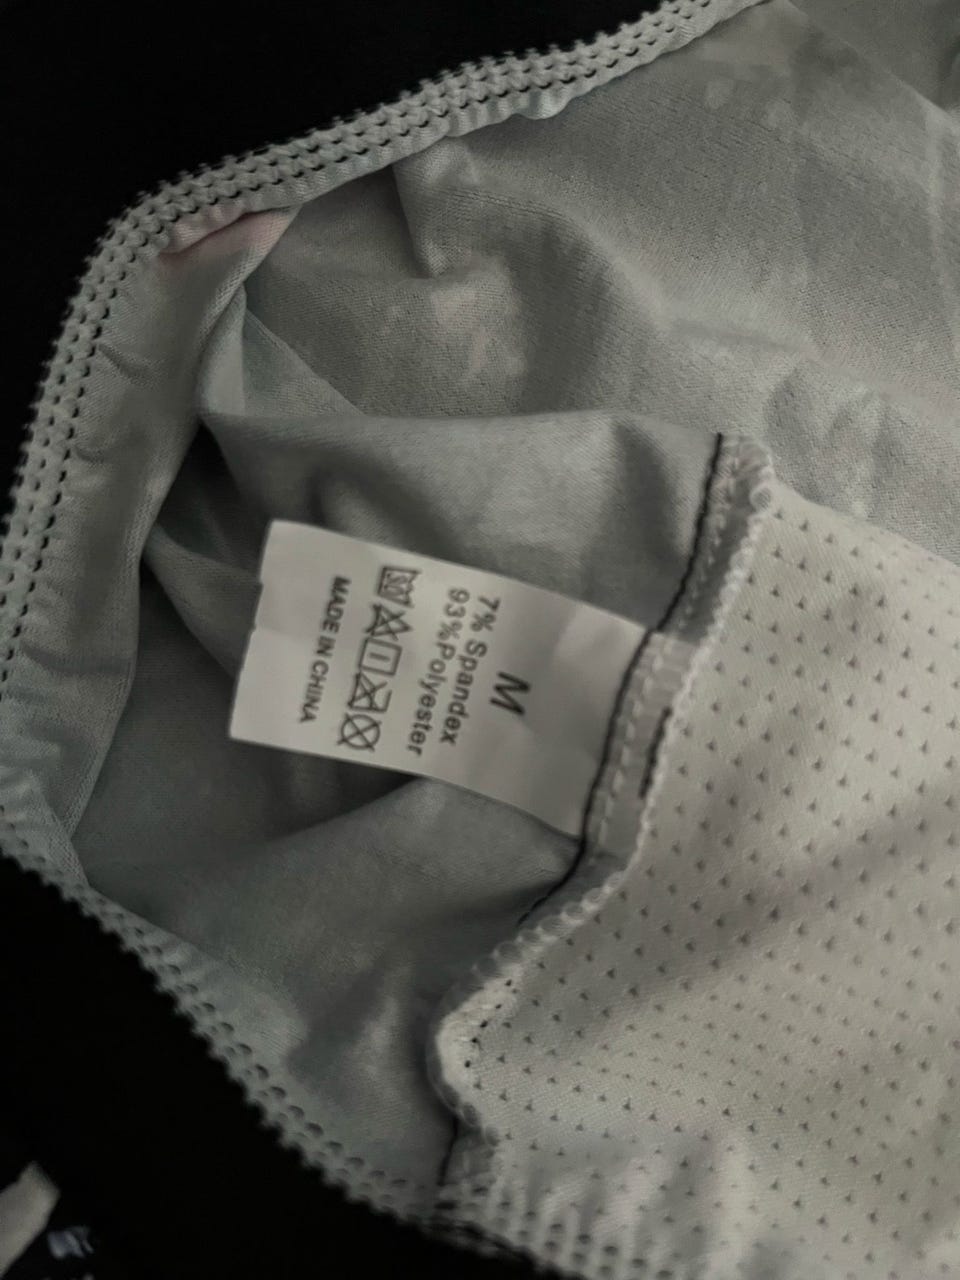 M
7% Spandex
93%Polyester
MADE IN CHINA